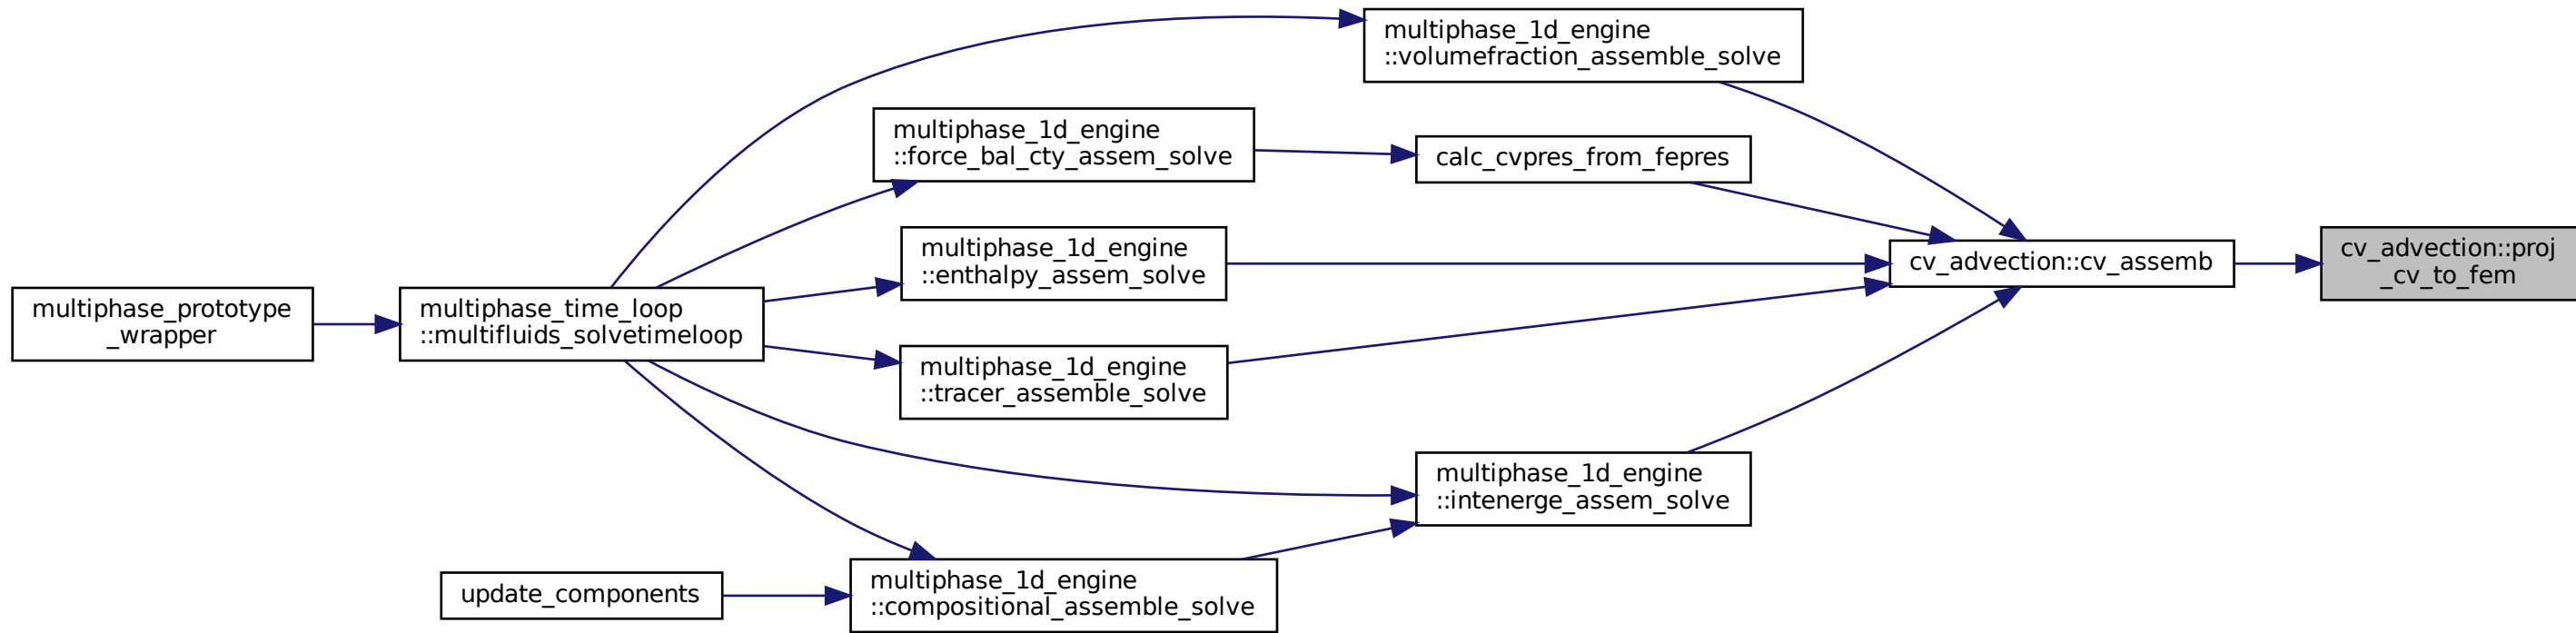 multiphase_1d_engine
::volumefraction_assemble_solve
multiphase_1d_engine
::force_bal_cty_assem_solve
calc_cvpres_from_fepres
multiphase_1d_engine
::enthalpy_assem_solve
cv_advection::cv_assemb
cv_advection::proj
_cv_to_fem
multiphase_prototype
_wrapper
multiphase_time_loop
::multifluids_solvetimeloop
multiphase_1d_engine
::tracer_assemble_solve
multiphase_1d_engine
::intenerge_assem_solve
update_components
multiphase_1d_engine
::compositional_assemble_solve